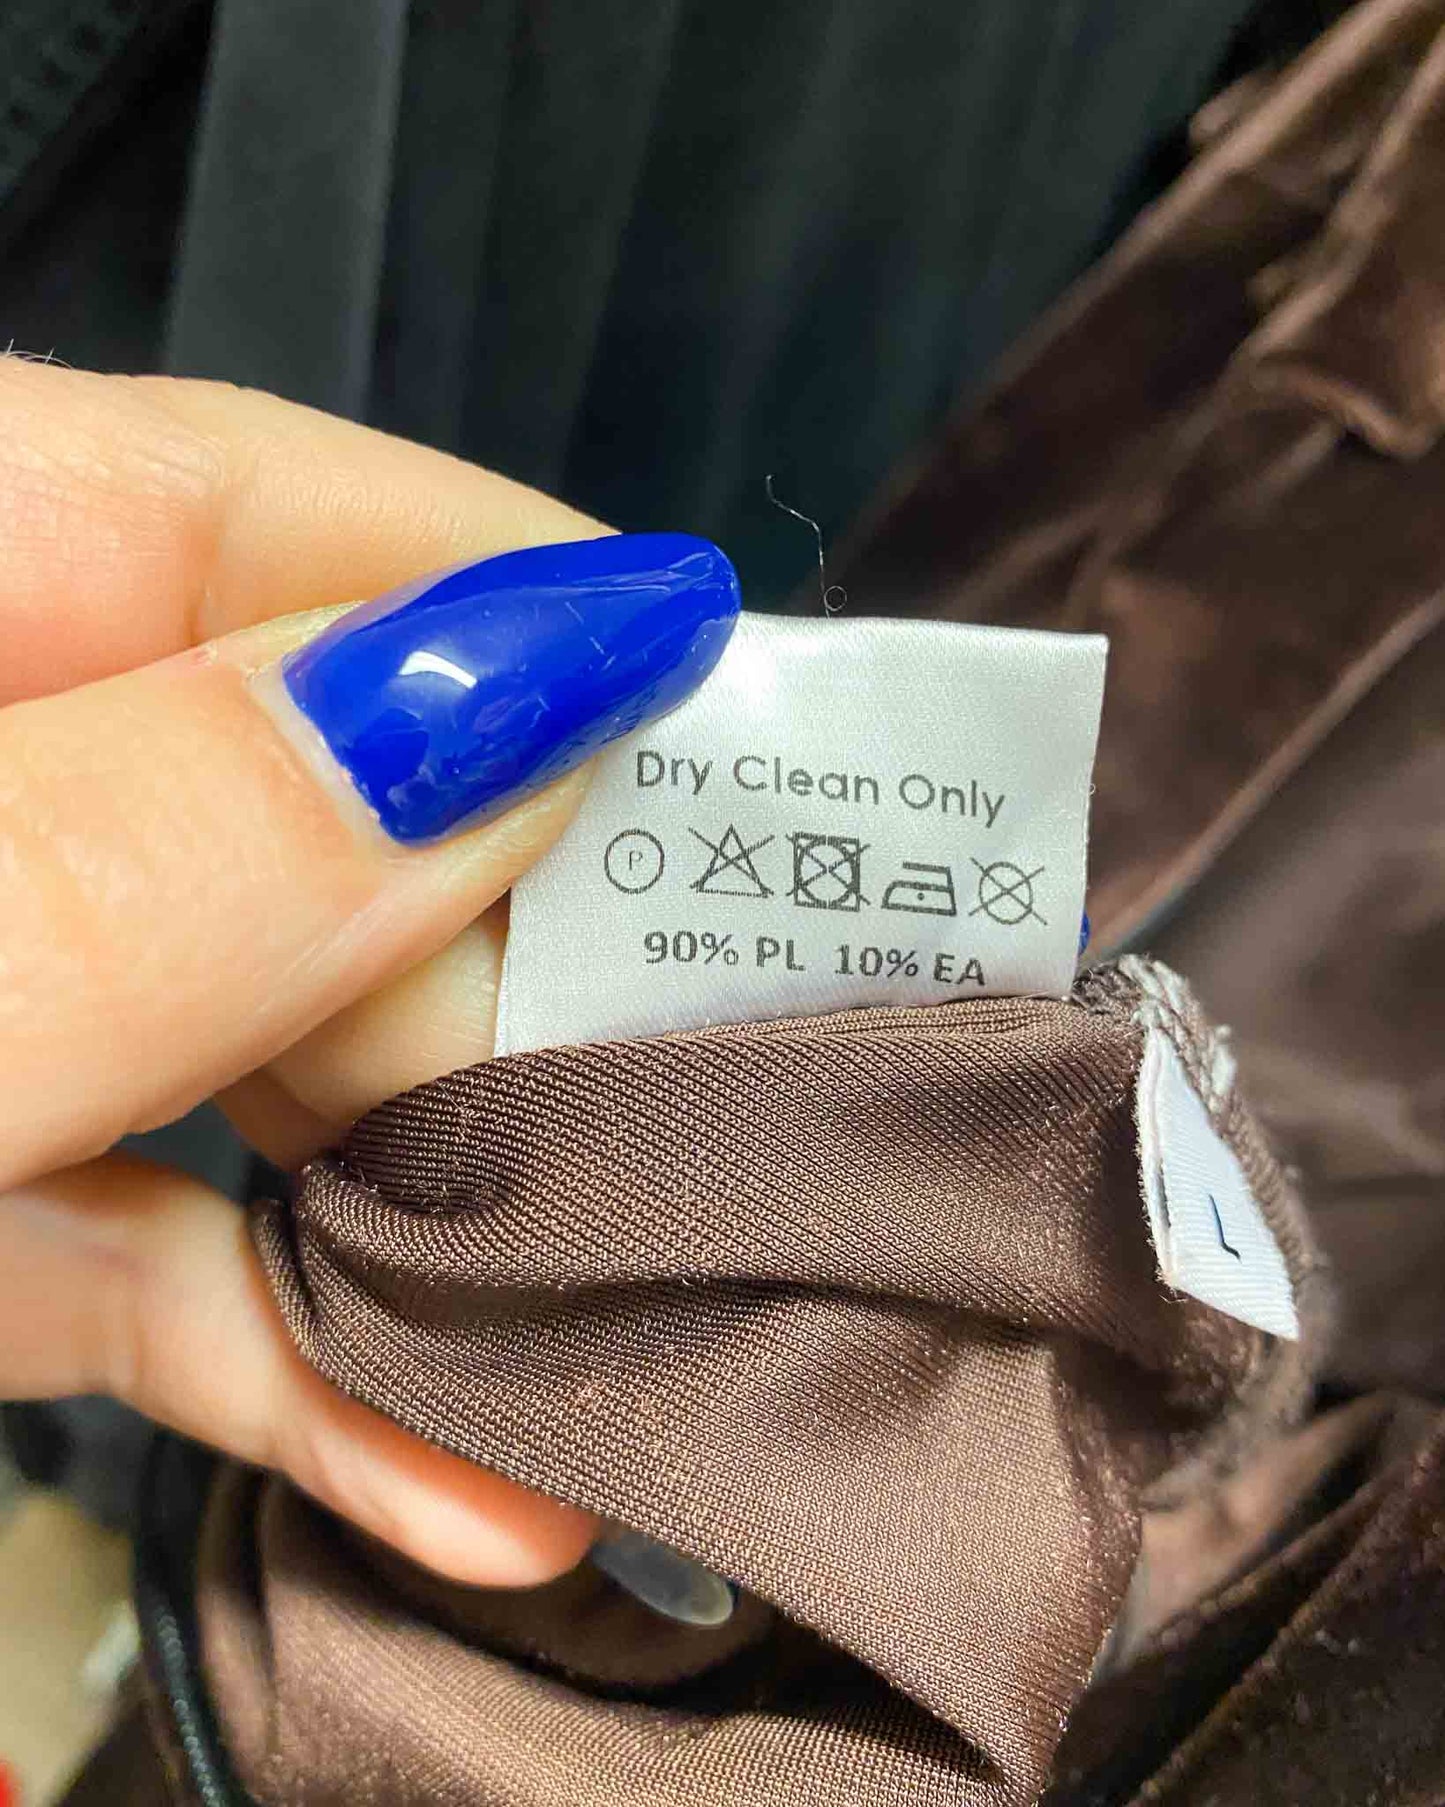 Dry Clean Only
P
90% PL 10% EA
L